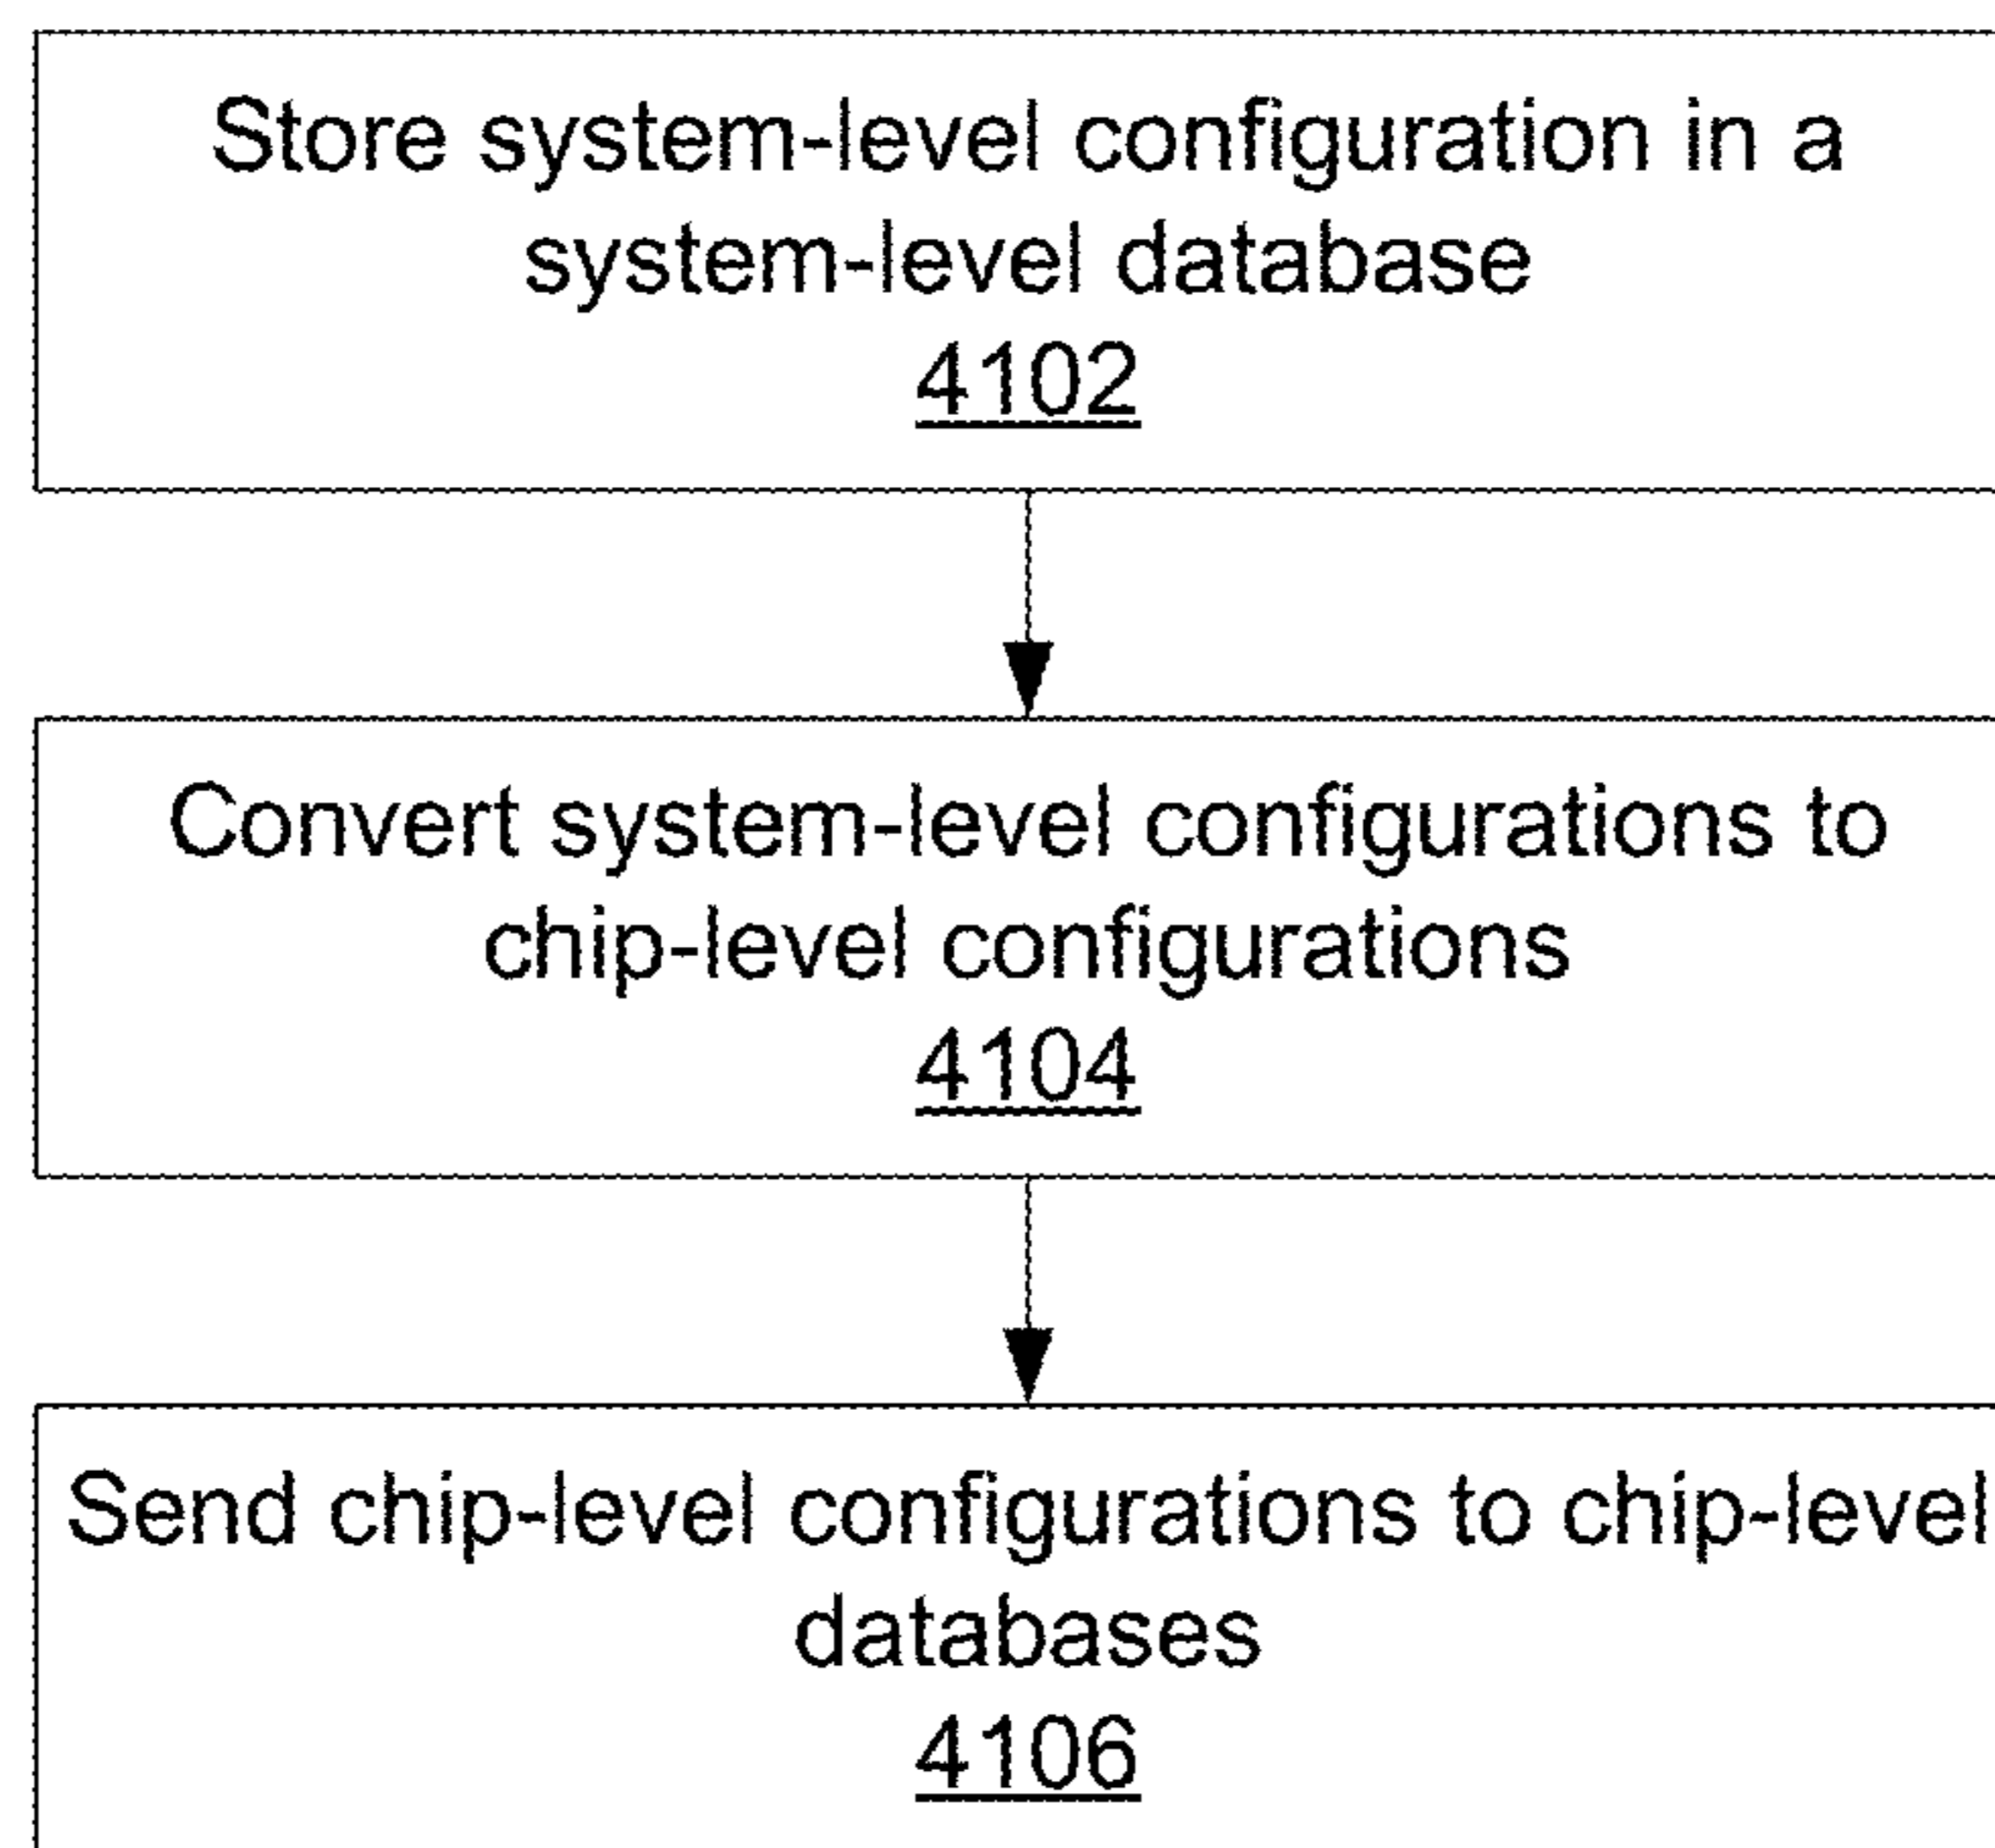 Store system-level configuration in a
system-level database
4102
Convert system-level configurations to
chip-level configurations
4104
Send chip-level configurations to chip-level
databases
4106